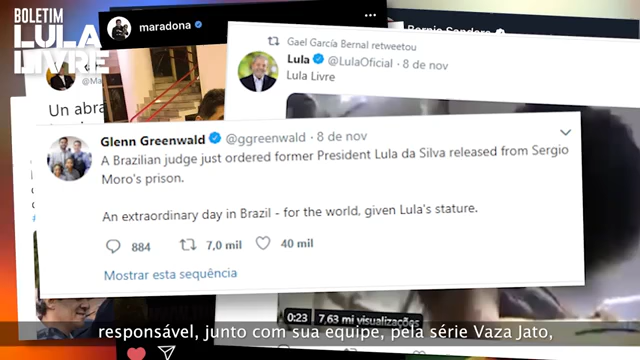 BOLETIM
LULA
LIVRE
maradona
Bernie Sanders
Gael García Bernal retweetou
Lula @LulaOficial · 8 de nov
Lula Livre
@Ma
Un abra
Glenn Greenwald @ggreenwald · 8 de nov
A Brazilian judge just ordered former President Lula da Silva released from Sergio
Moro's prison.
An extraordinary day in Brazil - for the world, given Lula's stature.
884 7,0 mil 40 mil
Mostrar esta sequência
0:23 7,63 mi visualizações
responsável, junto com sua equipe, pela série Vaza Jato,